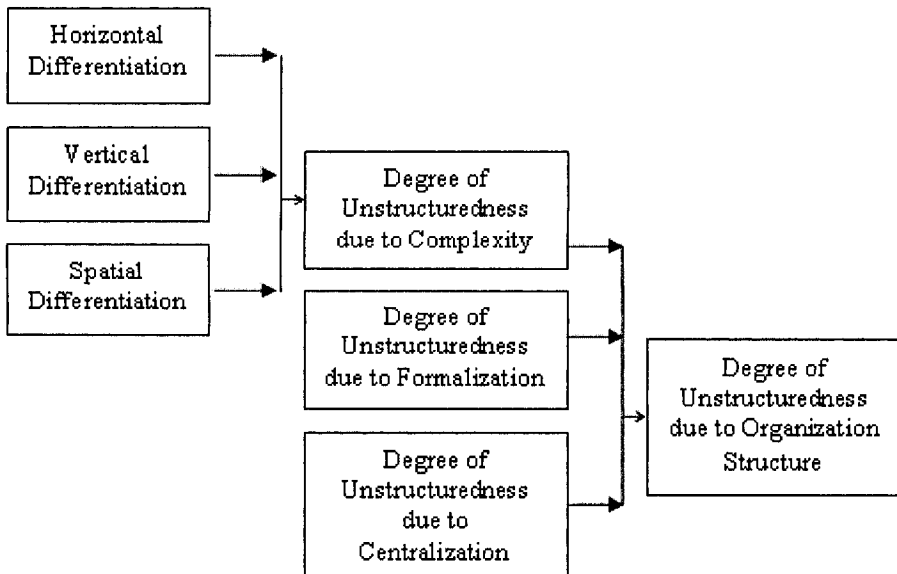 Horizontal
Differentiation
Vertical
Differentiation
Spatial
Differentiation
Degree of
Unstructuredness
due to Complexity
Degree of
Unstructuredness
due to Formalization
Degree of
Unstructuredness
due to
Centralization
Degree of
Unstructuredness
due to Organization
Structure